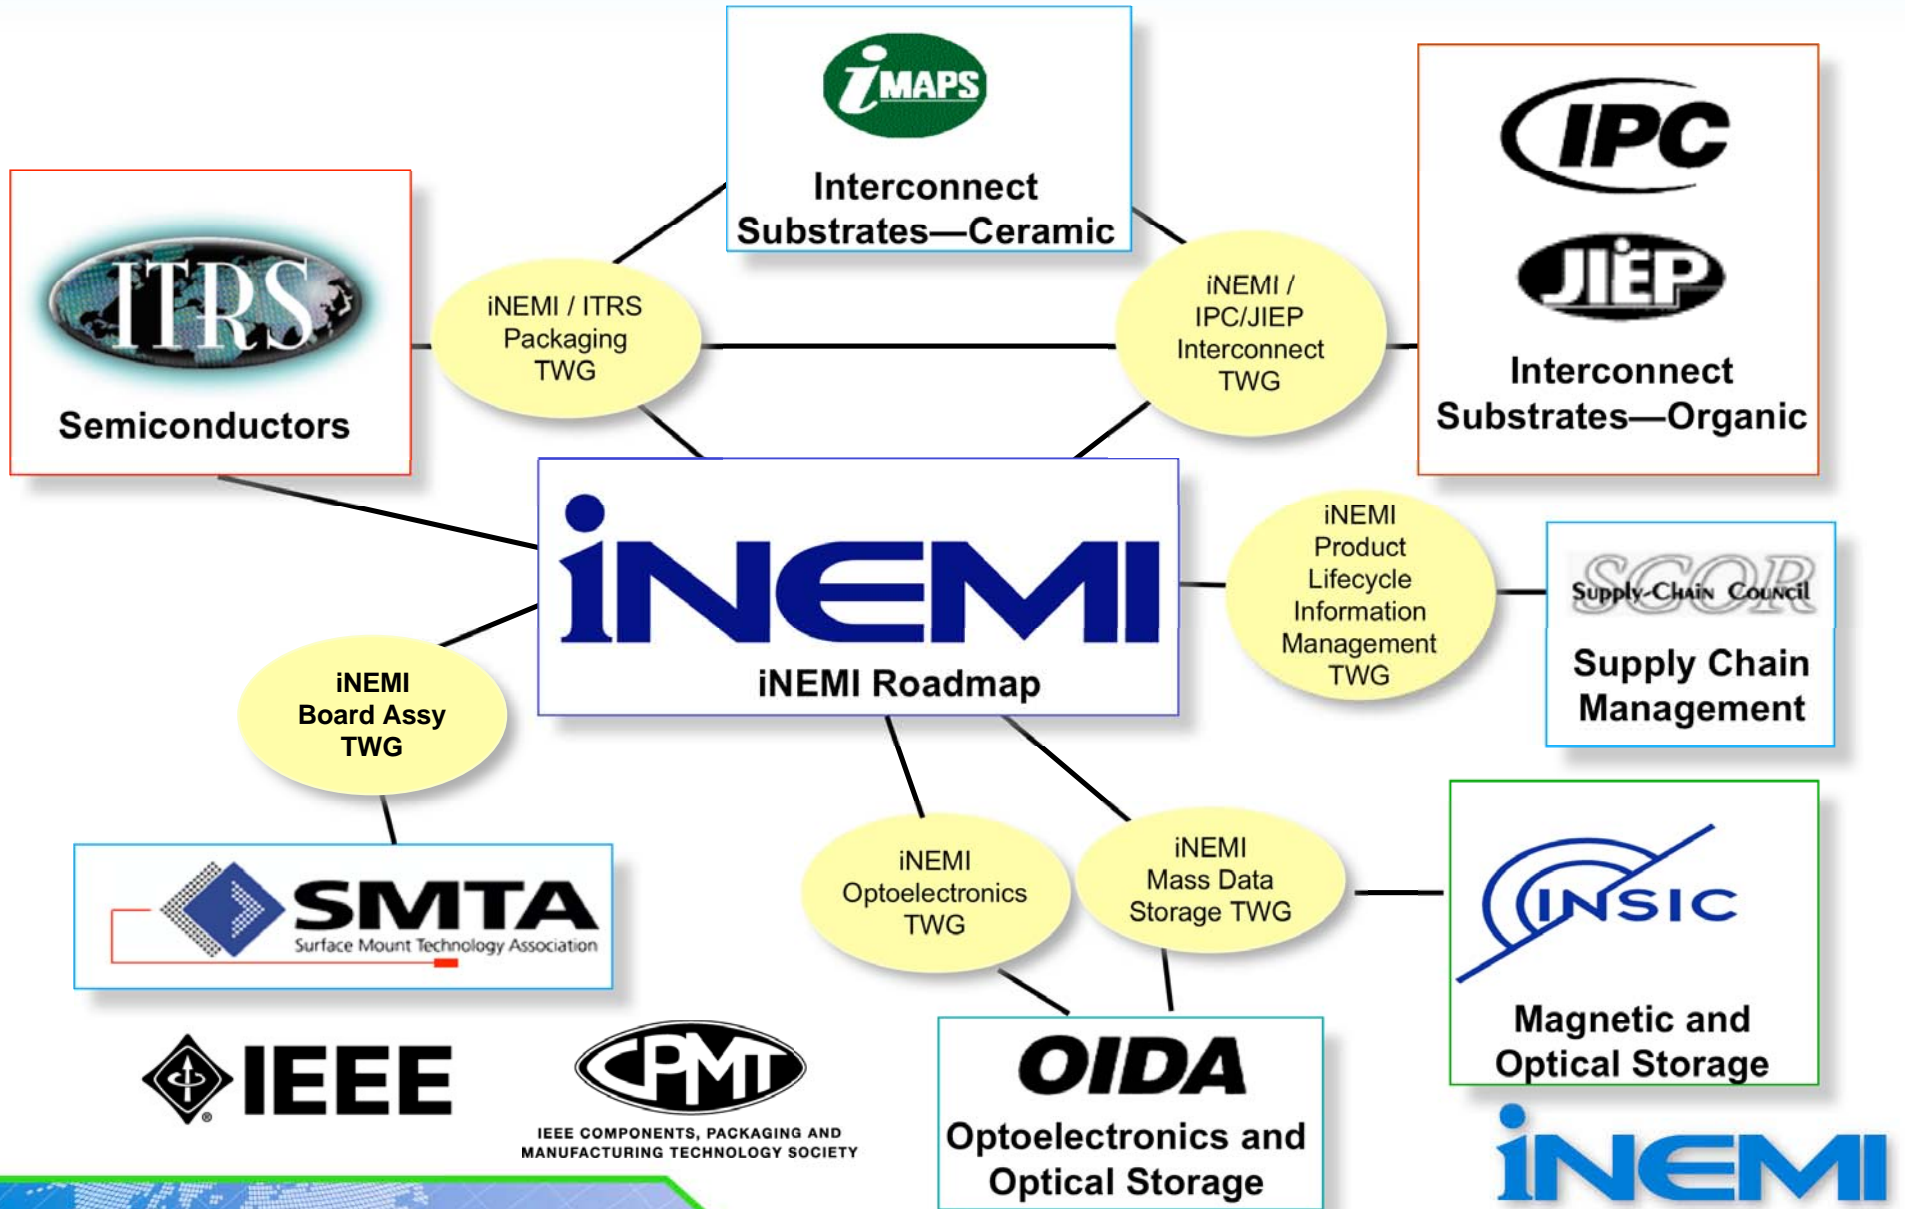 iMAPS
Interconnect
Substrates—Ceramic
IPC
JIEP
Interconnect
Substrates—Organic
ITRS
Semiconductors
iNEMI / ITRS
Packaging
TWG
iNEMI /
IPC/JIEP
Interconnect
TWG
iNEMI
iNEMI Roadmap
iNEMI
Product
Lifecycle
Information
Management
TWG
SCOR
Supply-Chain Council
Supply Chain
Management
iNEMI
Board Assy
TWG
SMTA
Surface Mount Technology Association
iNEMI
Optoelectronics
TWG
iNEMI
Mass Data
Storage TWG
INSIC
Magnetic and
Optical Storage
IEEE
®
CPMT
IEEE COMPONENTS, PACKAGING AND
MANUFACTURING TECHNOLOGY SOCIETY
OIDA
Optoelectronics and
Optical Storage
iNEMI